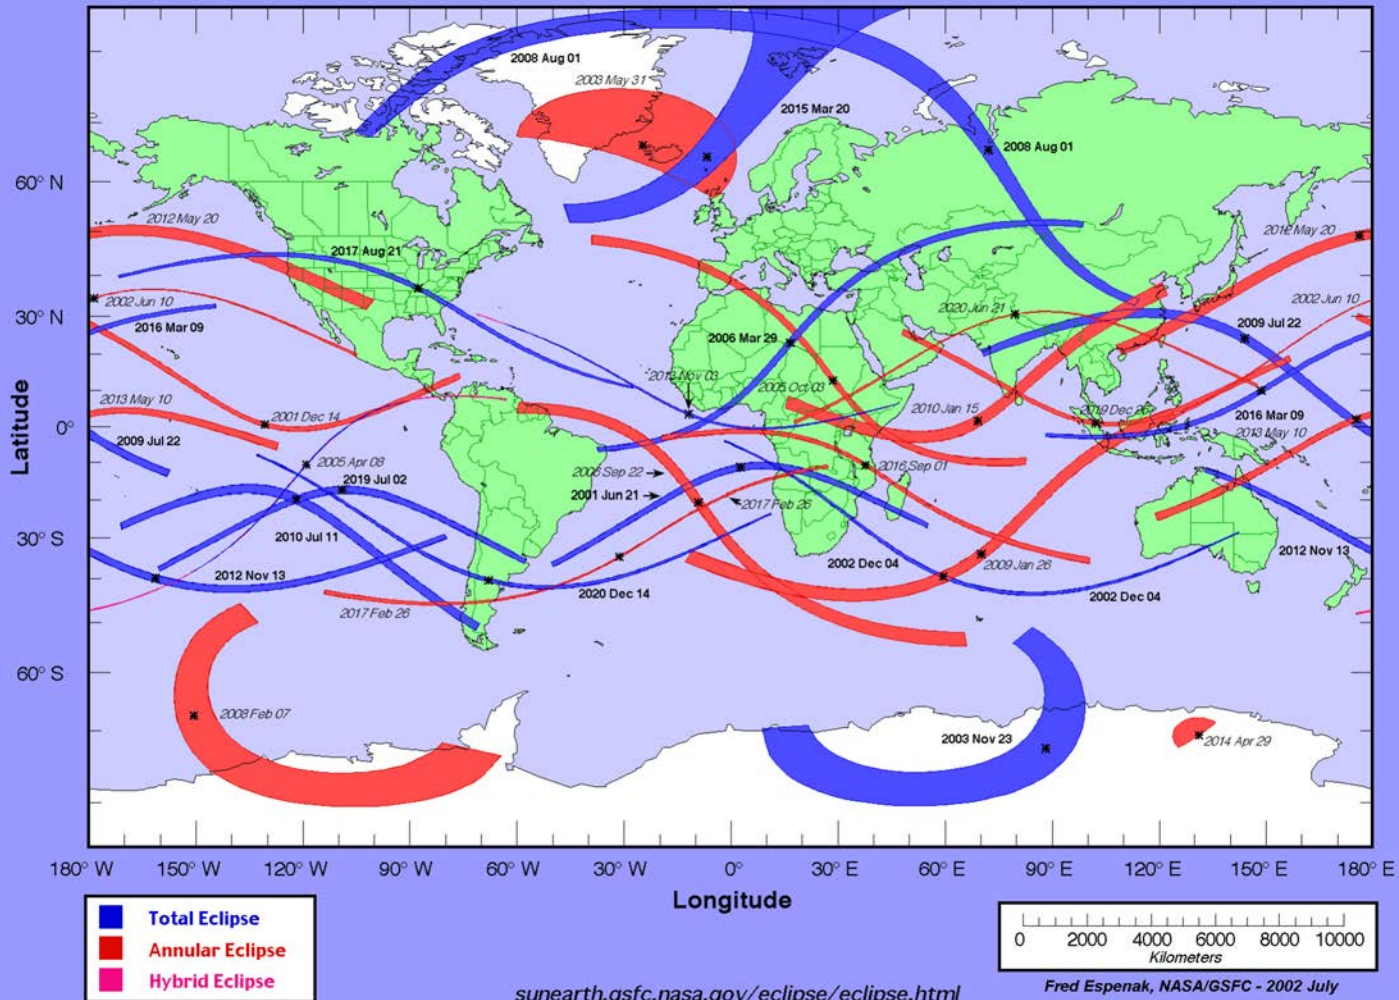 2008 Aug 01
2003 May 31
2015 Mar 20
2008 Aug 01
60° N
2012 May 20
2017 Aug 21
2012 May 20
2002 Jun 10
2020 Jun 21
2002 Jun 10
30° N
2016 Mar 09
2006 Mar 29
2009 Jul 22
2013 Nov 03
2005 Oct 03
2013 May 10
2001 Dec 14
2010 Jan 15
2019 Dec 26
2016 Mar 09
Latitude
0°
2009 Jul 22
2013 May 10
2005 Apr 08
2006 Sep 22
2016 Sep 01
2019 Jul 02
2001 Jun 21
2017 Feb 26
2010 Jul 11
30° S
2012 Nov 13
2012 Nov 13
2002 Dec 04
2009 Jan 26
2020 Dec 14
2002 Dec 04
2017 Feb 26
60° S
2008 Feb 07
2003 Nov 23
2014 Apr 29
180° W 150° W 120° W 90° W 60° W 30° W 0° 30° E 60° E 90° E 120° E 150° E 180° E
Longitude
Total Eclipse
Annular Eclipse
Hybrid Eclipse
0 2000 4000 6000 8000 10000
Kilometers
sunearth.gsfc.nasa.gov/eclipse/eclipse.html
Fred Espenak, NASA/GSFC - 2002 July